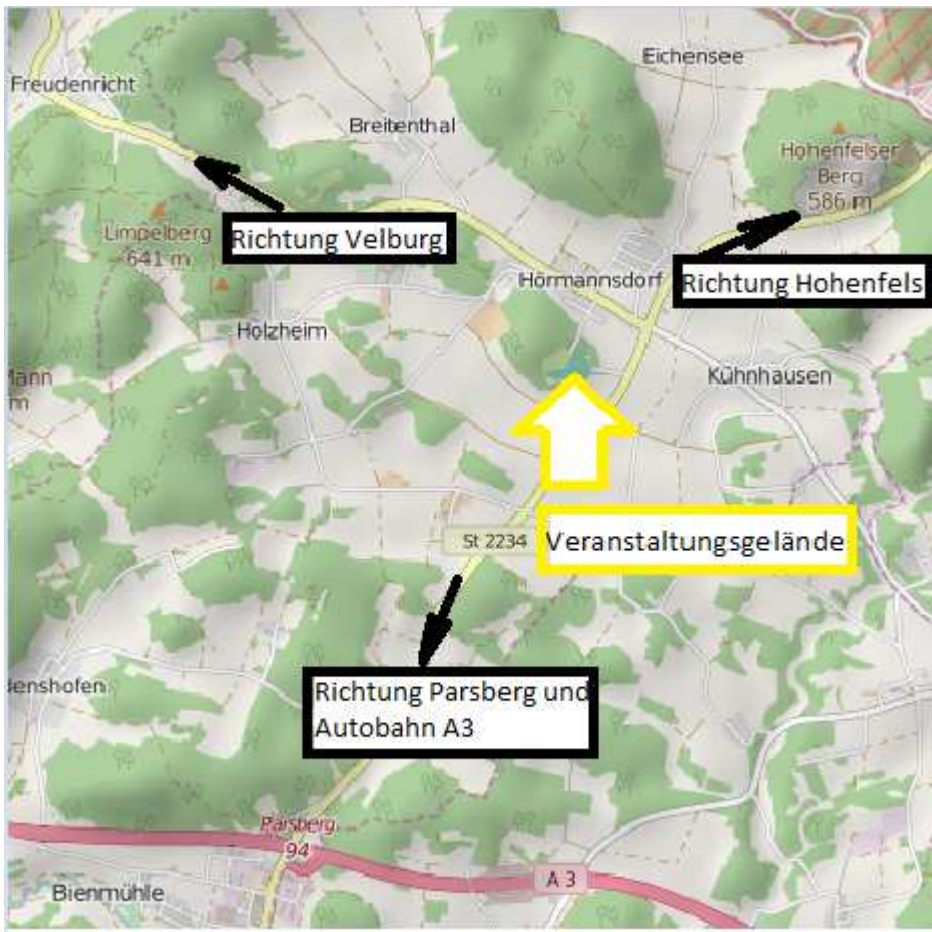 Eichensee
Freudenricht
Breitenthal
Hohenfelser
Berg
586 m
Limpelberg
641 m
Richtung Velburg
Hörmannsdorf
Richtung Hohenfels
Holzheim
Kühnhausen
St 2234
Veranstaltungsgelände
Richtung Parsberg und
Autobahn A3
denshofen
Parsberg
94
A 3
Bienmühle